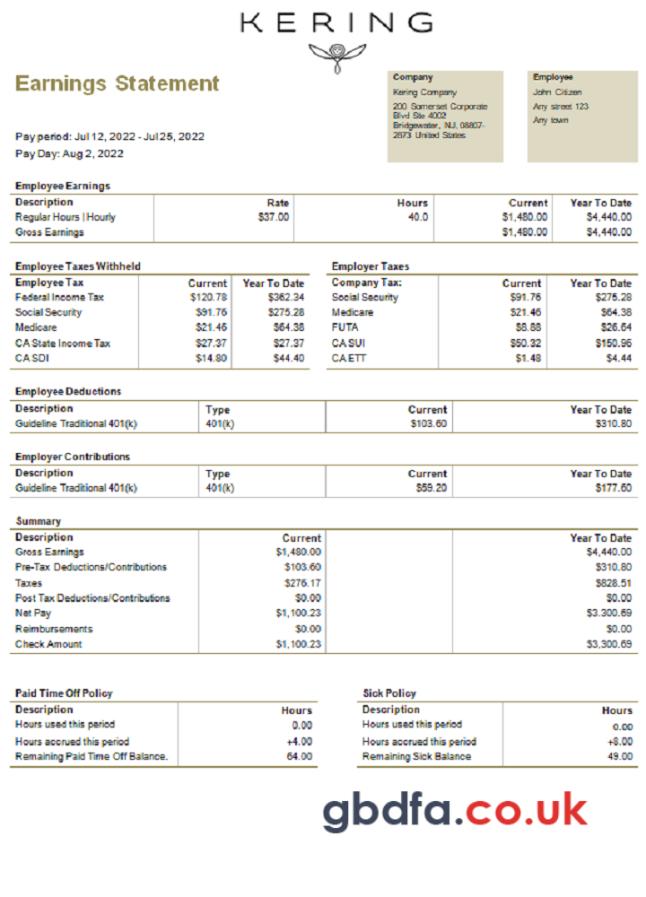 KERING
Earnings Statement
Company
Kering Company
200 Somerset Corporate
Blvd Ste 4002
Bridgewater, NJ, 08807-
2873 United States
Employee
John Citizen
Any street 123
Any town
Pay period: Jul 12, 2022 - Jul 25, 2022
Pay Day: Aug 2, 2022
Employee Earnings
Description Rate Hours Current Year To Date
Regular Hours | Hourly $37.00 40.0 $1,480.00 $4,440.00
Gross Earnings $1,480.00 $4,440.00
Employee Taxes Withheld
Employee Tax Current Year To Date
Federal Income Tax $120.78 $362.34
Social Security $91.76 $275.28
Medicare $21.46 $64.38
CA State Income Tax $27.37 $27.37
CA SDI $14.80 $44.40
Employer Taxes
Company Tax: Current Year To Date
Social Security $91.76 $275.28
Medicare $21.46 $64.38
FUTA $8.88 $26.64
CA SUI $50.32 $150.96
CA ETT $1.48 $4.44
Employee Deductions
Description Type Current Year To Date
Guideline Traditional 401(k) 401(k) $103.60 $310.80
Employer Contributions
Description Type Current Year To Date
Guideline Traditional 401(k) 401(k) $59.20 $177.60
Summary
Description Current Year To Date
Gross Earnings $1,480.00 $4,440.00
Pre-Tax Deductions/Contributions $103.60 $310.80
Taxes $276.17 $828.51
Post Tax Deductions/Contributions $0.00 $0.00
Net Pay $1,100.23 $3.300.69
Reimbursements $0.00 $0.00
Check Amount $1,100.23 $3,300.69
Paid Time Off Policy
Description Hours
Hours used this period 0.00
Hours accrued this period +4.00
Remaining Paid Time Off Balance. 64.00
Sick Policy
Description Hours
Hours used this period 0.00
Hours accrued this period +8.00
Remaining Sick Balance 49.00
gbdfa.co.uk